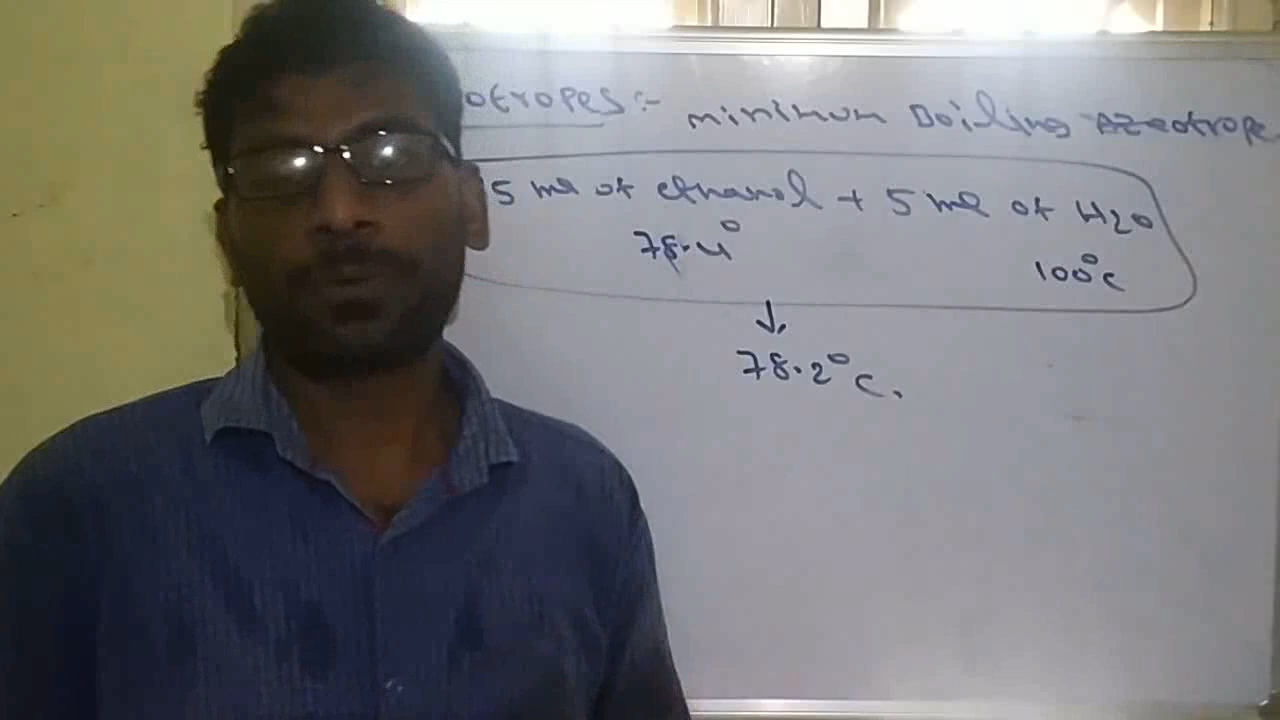 otropes:- minimum Boiling Azeotrope
5 ml of ethanol + 5 ml of H2O
78.4° 100°c
↓
78.2°c.